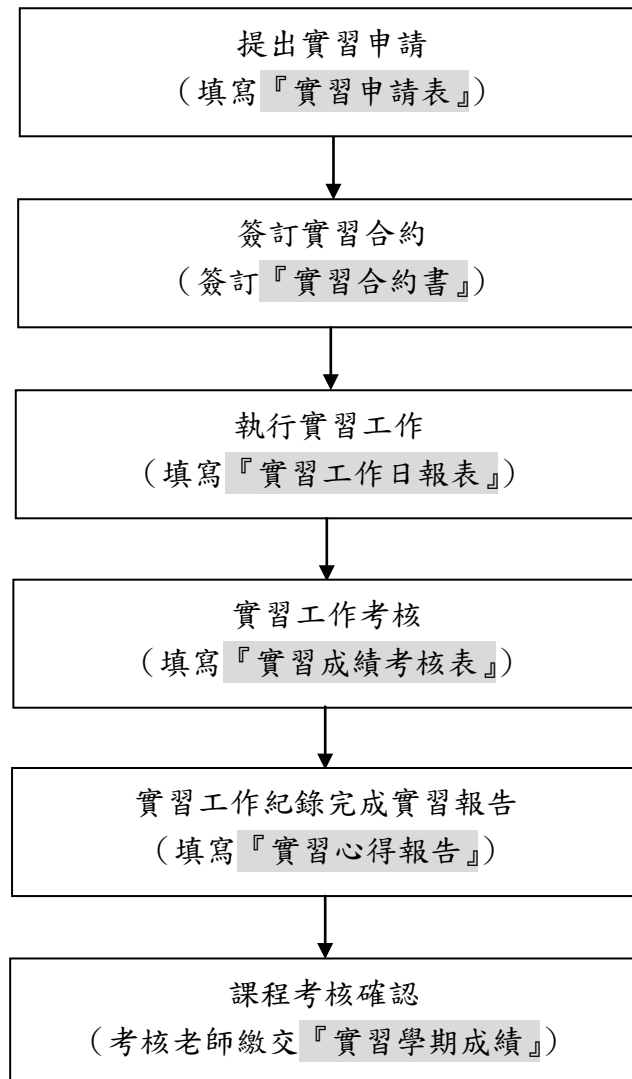 提出實習申請
（填寫『實習申請表』）
簽訂實習合約
（簽訂『實習合約書』）
執行實習工作
（填寫『實習工作日報表』）
實習工作考核
（填寫『實習成績考核表』）
實習工作紀錄完成實習報告
（填寫『實習心得報告』）
課程考核確認
（考核老師繳交『實習學期成績』）